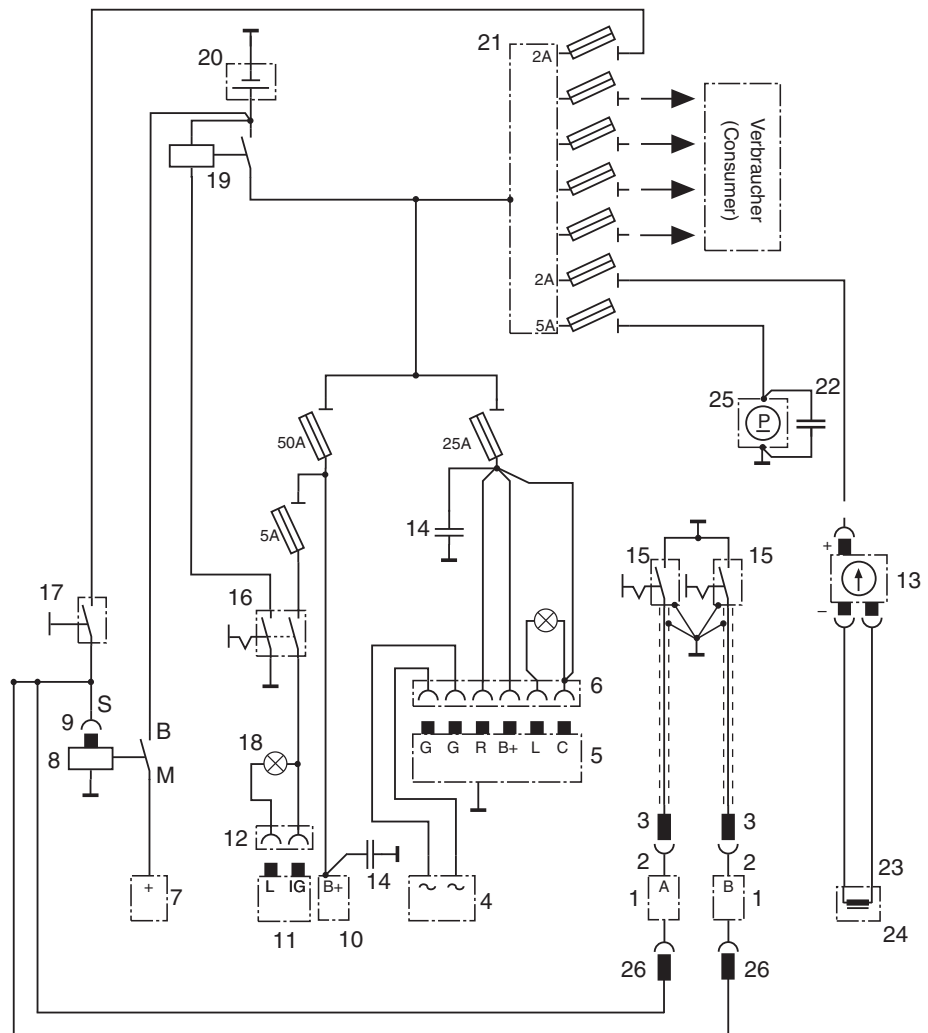 21
2A
20
19
Verbraucher
(Consumer)
2A
5A
25
P
22
50A
25A
5A
14
17
16
15
15
+
13
–
6
S
9
B
8
M
18
G G R B+ L C
5
12
3
3
2
2
L IG
B+
14
+
7
~ ~
4
1
A
B
1
23
11
10
24
26
26